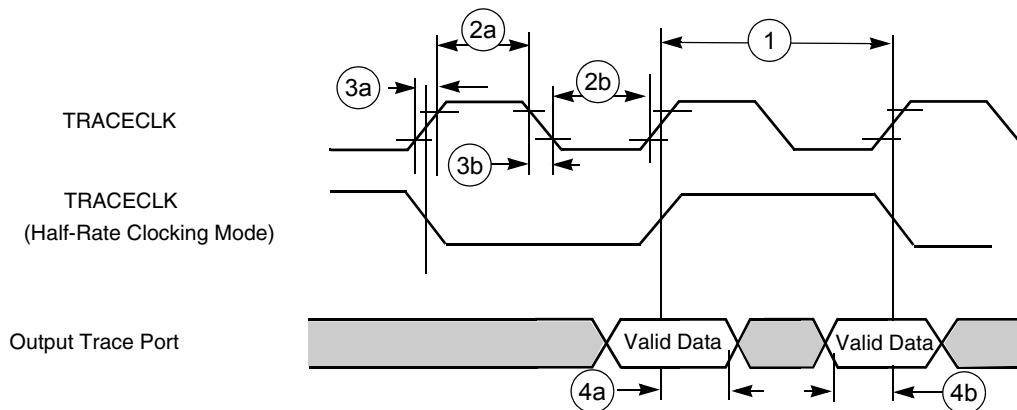 2a
1
3a
2b
TRACECLK
3b
TRACECLK
(Half-Rate Clocking Mode)
Output Trace Port
Valid Data
Valid Data
4a
4b